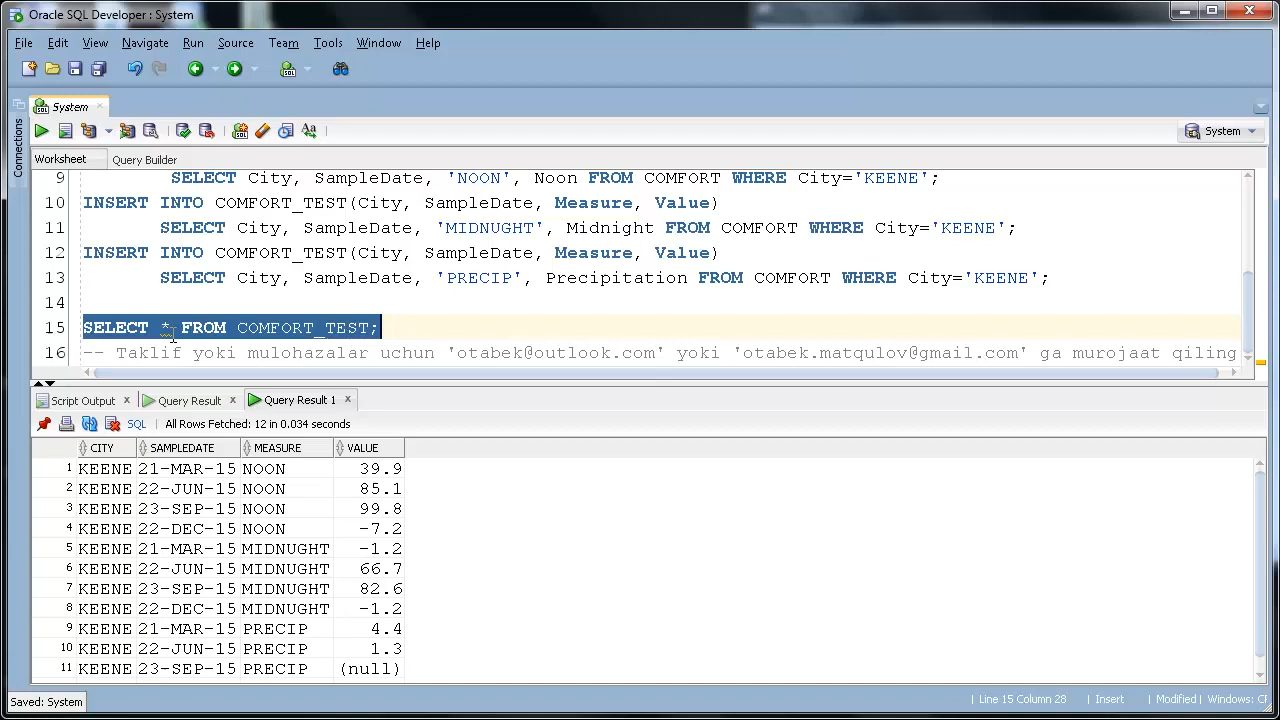 Oracle SQL Developer : System
File Edit View Navigate Run Source Team Tools Window Help
System
Connections
System
Worksheet Query Builder
9 SELECT City, SampleDate, 'NOON', Noon FROM COMFORT WHERE City='KEENE';
10 INSERT INTO COMFORT_TEST(City, SampleDate, Measure, Value)
11 SELECT City, SampleDate, 'MIDNUGHT', Midnight FROM COMFORT WHERE City='KEENE';
12 INSERT INTO COMFORT_TEST(City, SampleDate, Measure, Value)
13 SELECT City, SampleDate, 'PRECIP', Precipitation FROM COMFORT WHERE City='KEENE';
14
15 SELECT * FROM COMFORT_TEST;
16 -- Taklif yoki mulohazalar uchun 'otabek@outlook.com' yoki 'otabek.matqulov@gmail.com' ga murojaat qiling
Script Output Query Result Query Result 1
SQL All Rows Fetched: 12 in 0.034 seconds
CITY SAMPLEDATE MEASURE VALUE
1 KEENE 21-MAR-15 NOON 39.9
2 KEENE 22-JUN-15 NOON 85.1
3 KEENE 23-SEP-15 NOON 99.8
4 KEENE 22-DEC-15 NOON -7.2
5 KEENE 21-MAR-15 MIDNUGHT -1.2
6 KEENE 22-JUN-15 MIDNUGHT 66.7
7 KEENE 23-SEP-15 MIDNUGHT 82.6
8 KEENE 22-DEC-15 MIDNUGHT -1.2
9 KEENE 21-MAR-15 PRECIP 4.4
10 KEENE 22-JUN-15 PRECIP 1.3
11 KEENE 23-SEP-15 PRECIP (null)
Saved: System Line 15 Column 28 Insert Modified Windows: